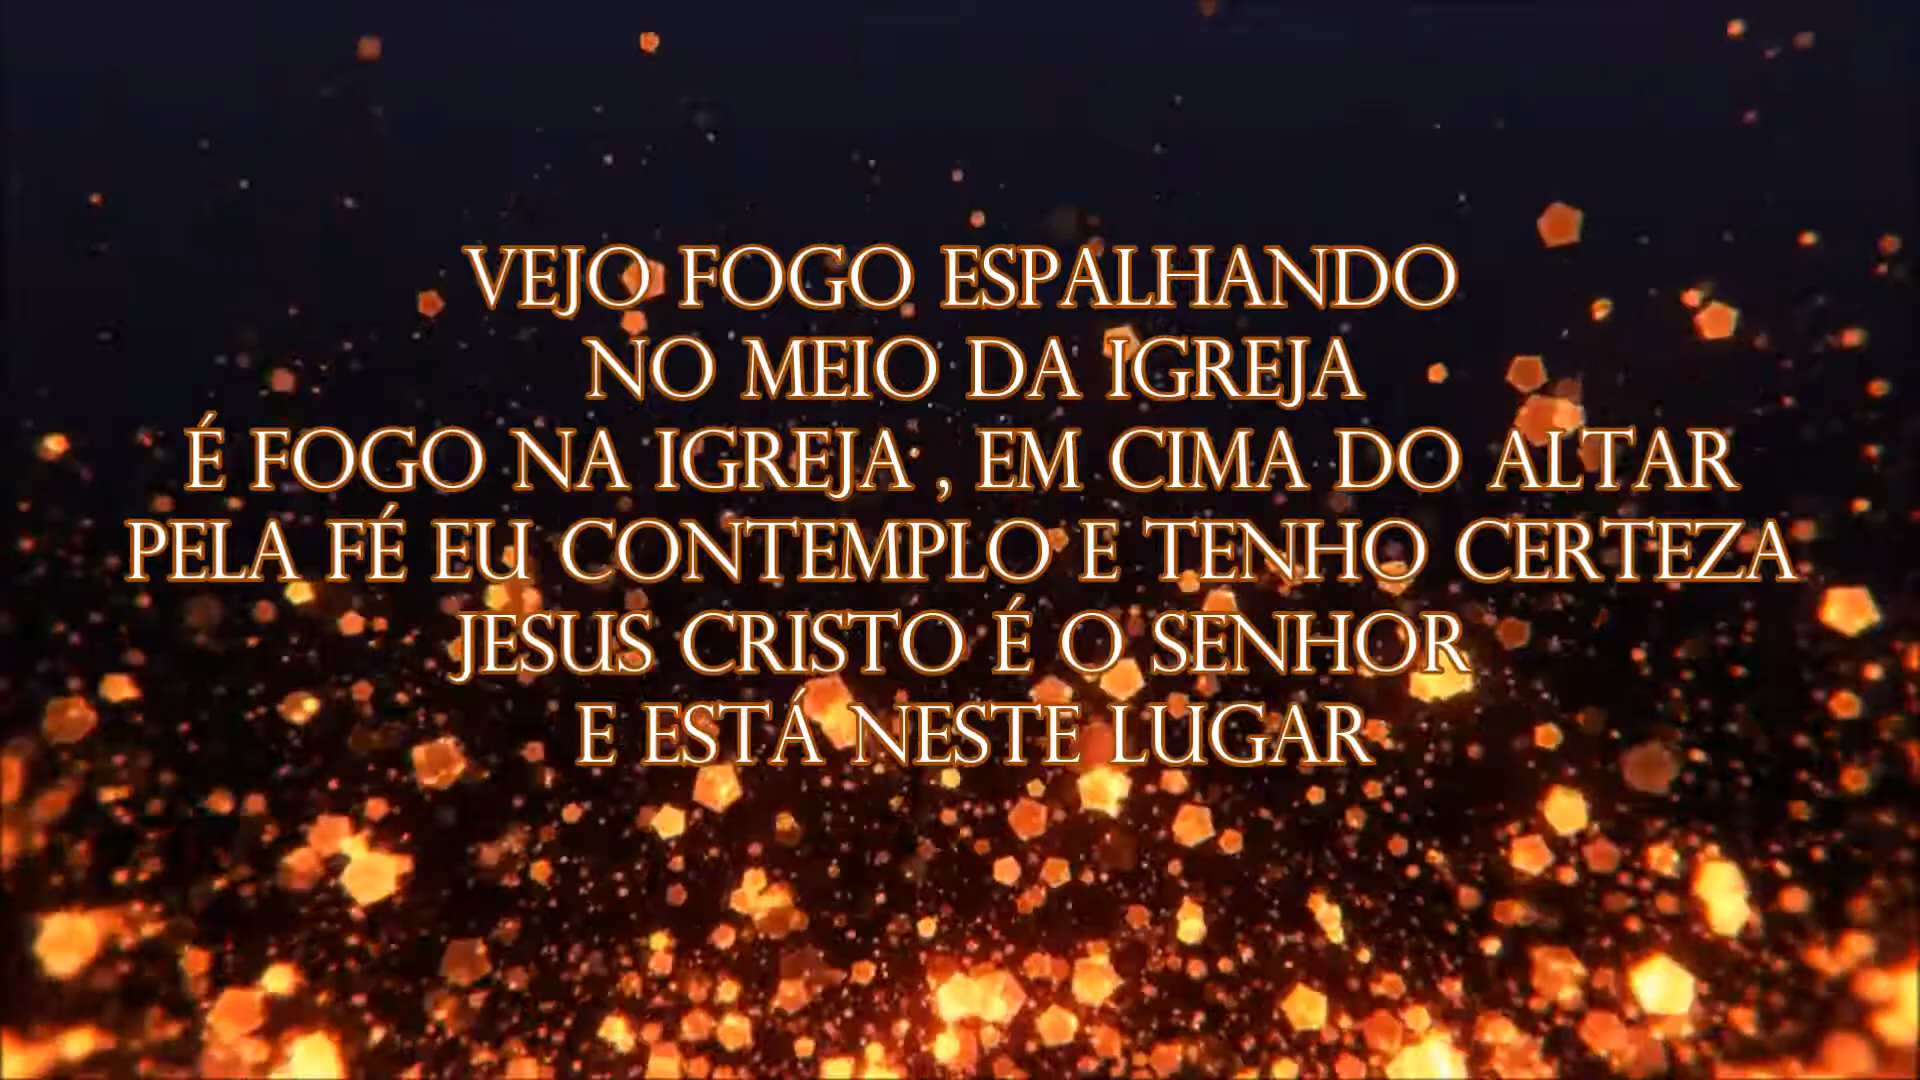 VEJO FOGO ESPALHANDO
NO MEIO DA IGREJA
É FOGO NA IGREJA , EM CIMA DO ALTAR
PELA FÉ EU CONTEMPLO E TENHO CERTEZA
JESUS CRISTO É O SENHOR
E ESTÁ NESTE LUGAR